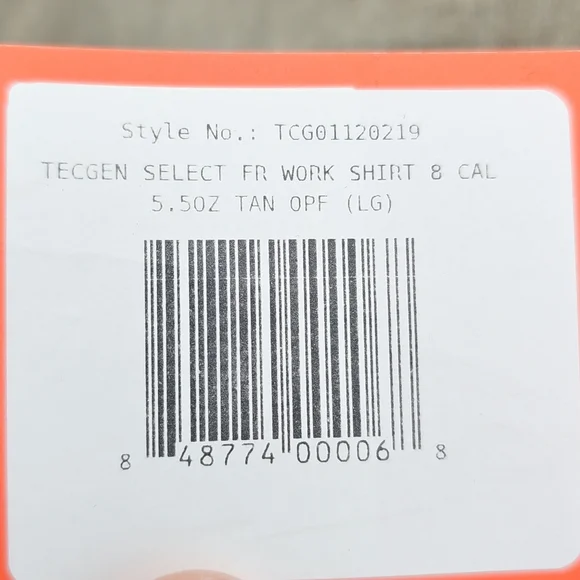 Style No.: TCG01120219
TECGEN SELECT FR WORK SHIRT 8 CAL
5.5OZ TAN OPF (LG)
8 48774 00006 8